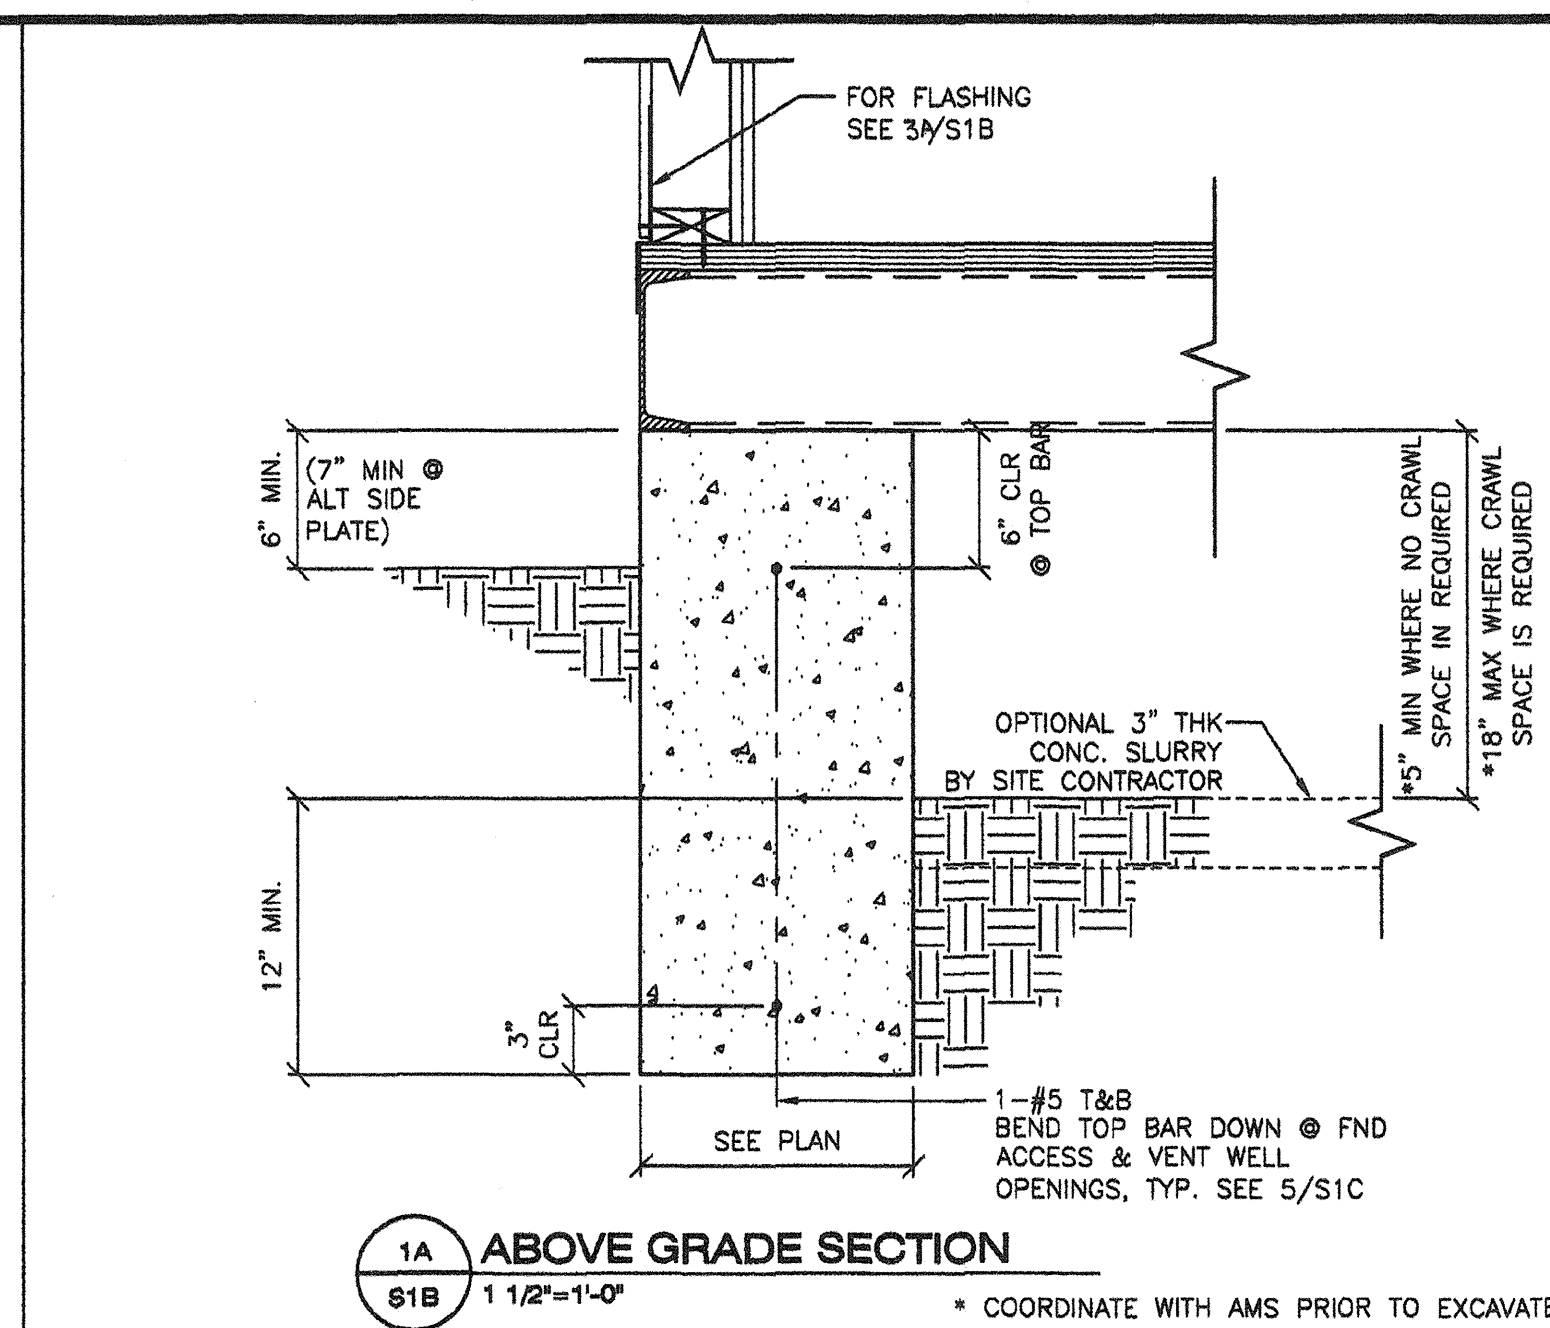 FOR FLASHING
SEE 3A/S1B
6" MIN.
(7" MIN @
ALT SIDE
PLATE)
6" CLR
@ TOP BAR
*5" MIN WHERE NO CRAWL
SPACE IN REQUIRED
*18" MAX WHERE CRAWL
SPACE IS REQUIRED
OPTIONAL 3" THK
CONC. SLURRY
BY SITE CONTRACTOR
12" MIN.
3"
CLR
SEE PLAN
1-#5 T&B
BEND TOP BAR DOWN @ FND
ACCESS & VENT WELL
OPENINGS, TYP. SEE 5/S1C
1A
S1B
ABOVE GRADE SECTION
1 1/2"=1'-0"
* COORDINATE WITH AMS PRIOR TO EXCAVATE